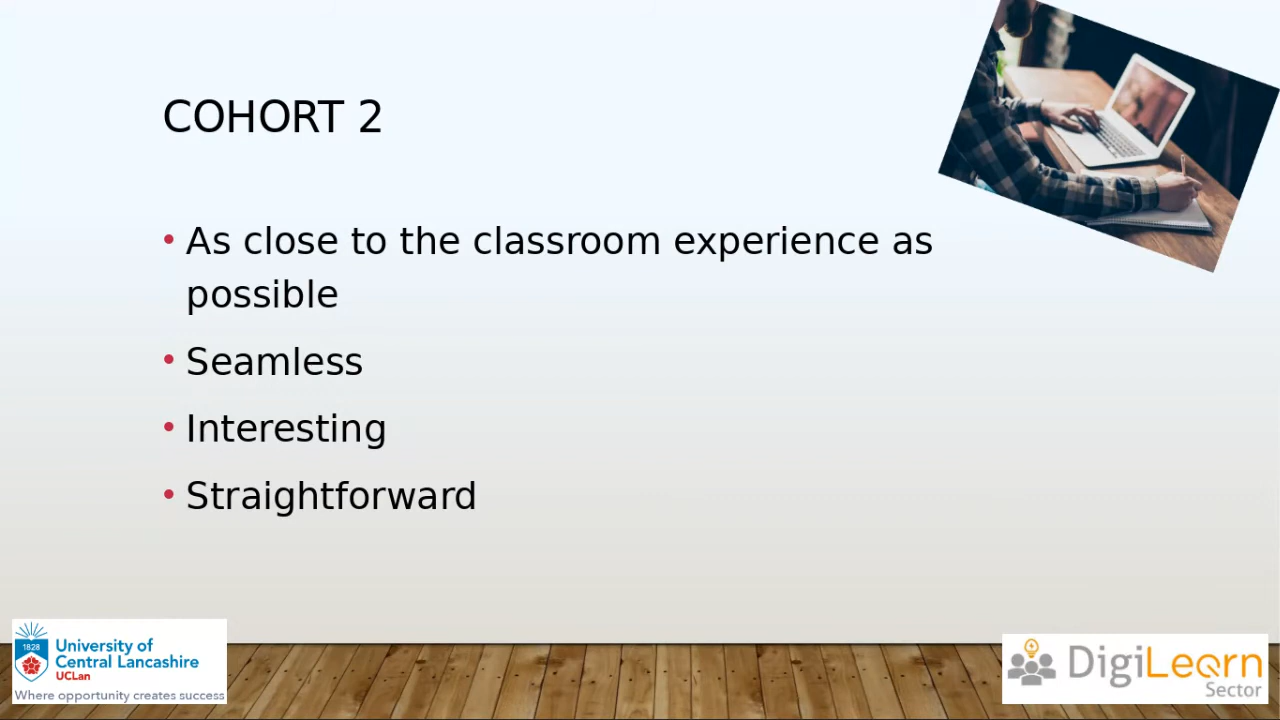 COHORT 2
• As close to the classroom experience as
possible
• Seamless
• Interesting
• Straightforward
1828
University of
Central Lancashire
UCLan
Where opportunity creates success
DigiLearn
Sector